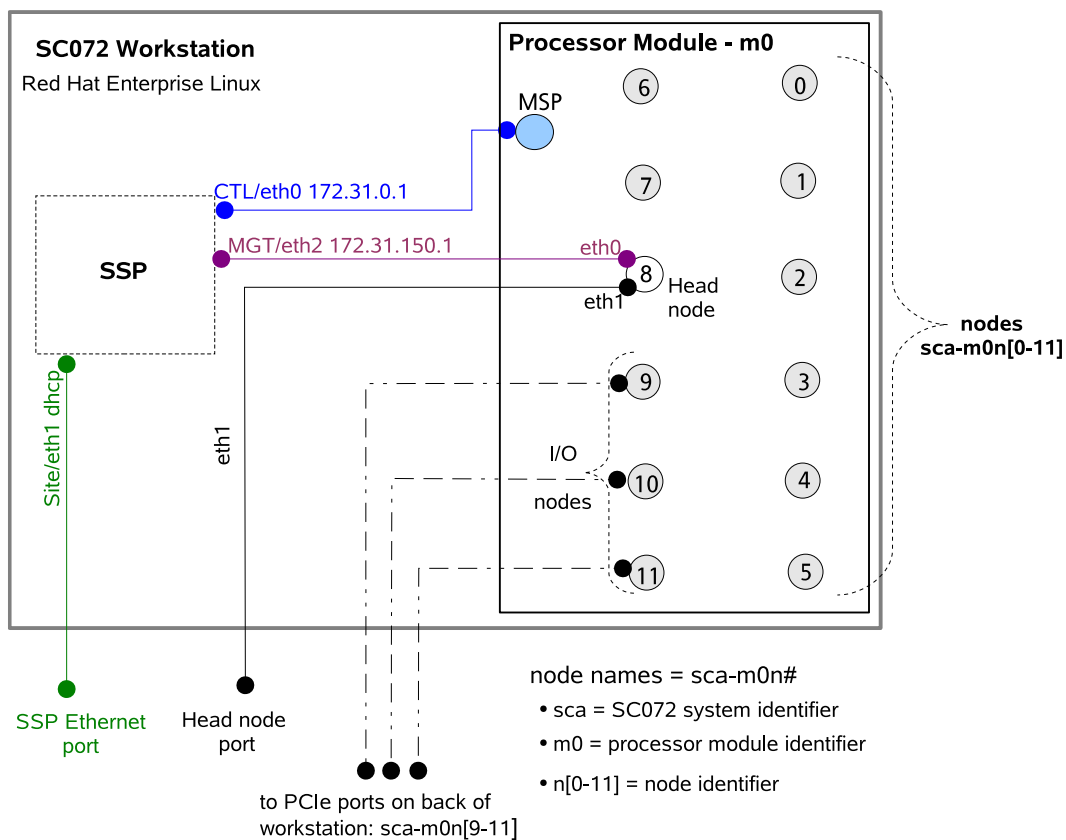 SC072 Workstation
Red Hat Enterprise Linux
Processor Module - m0
MSP
6
0
7
1
CTL/eth0 172.31.0.1
MGT/eth2 172.31.150.1
eth0
SSP
8
Head
node
eth1
2
nodes
sca-m0n[0-11]
Site/eth1 dhcp
eth1
9
3
I/O
nodes
10
4
11
5
SSP Ethernet
port
Head node
port
to PCIe ports on back of
workstation: sca-m0n[9-11]
node names = sca-m0n#
• sca = SC072 system identifier
• m0 = processor module identifier
• n[0-11] = node identifier